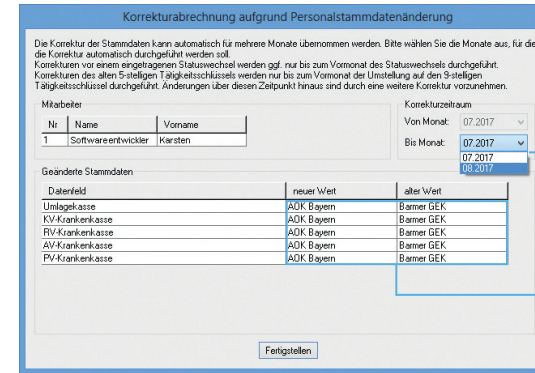 Korrekturabrechnung aufgrund Personalstammdatenänderung
Die Korrektur der Stammdaten kann automatisch für mehrere Monate übernommen werden. Bitte wählen Sie die Monate aus, für die
die Korrektur automatisch durchgeführt werden soll.
Korrekturen vor einem eingetragenen Statuswechsel werden ggf. nur bis zum Vormonat des Statuswechsels durchgeführt.
Korrekturen des alten 5-stelligen Tätigkeitsschlüssels werden nur bis zum Vormonat der Umstellung auf den 9-stelligen
Tätigkeitsschlüssel durchgeführt. Änderungen über diesen Zeitpunkt hinaus sind durch eine weitere Korrektur vorzunehmen.
Mitarbeiter
Nr Name Vorname
1 Softwareentwickler Karsten
Korrekturzeitraum
Von Monat: 07.2017
Bis Monat: 07.2017
07.2017
08.2017
Geänderte Stammdaten
Datenfeld neuer Wert alter Wert
Umlagekasse AOK Bayern Barmer GEK
KV-Krankenkasse AOK Bayern Barmer GEK
RV-Krankenkasse AOK Bayern Barmer GEK
AV-Krankenkasse AOK Bayern Barmer GEK
PV-Krankenkasse AOK Bayern Barmer GEK
Fertigstellen